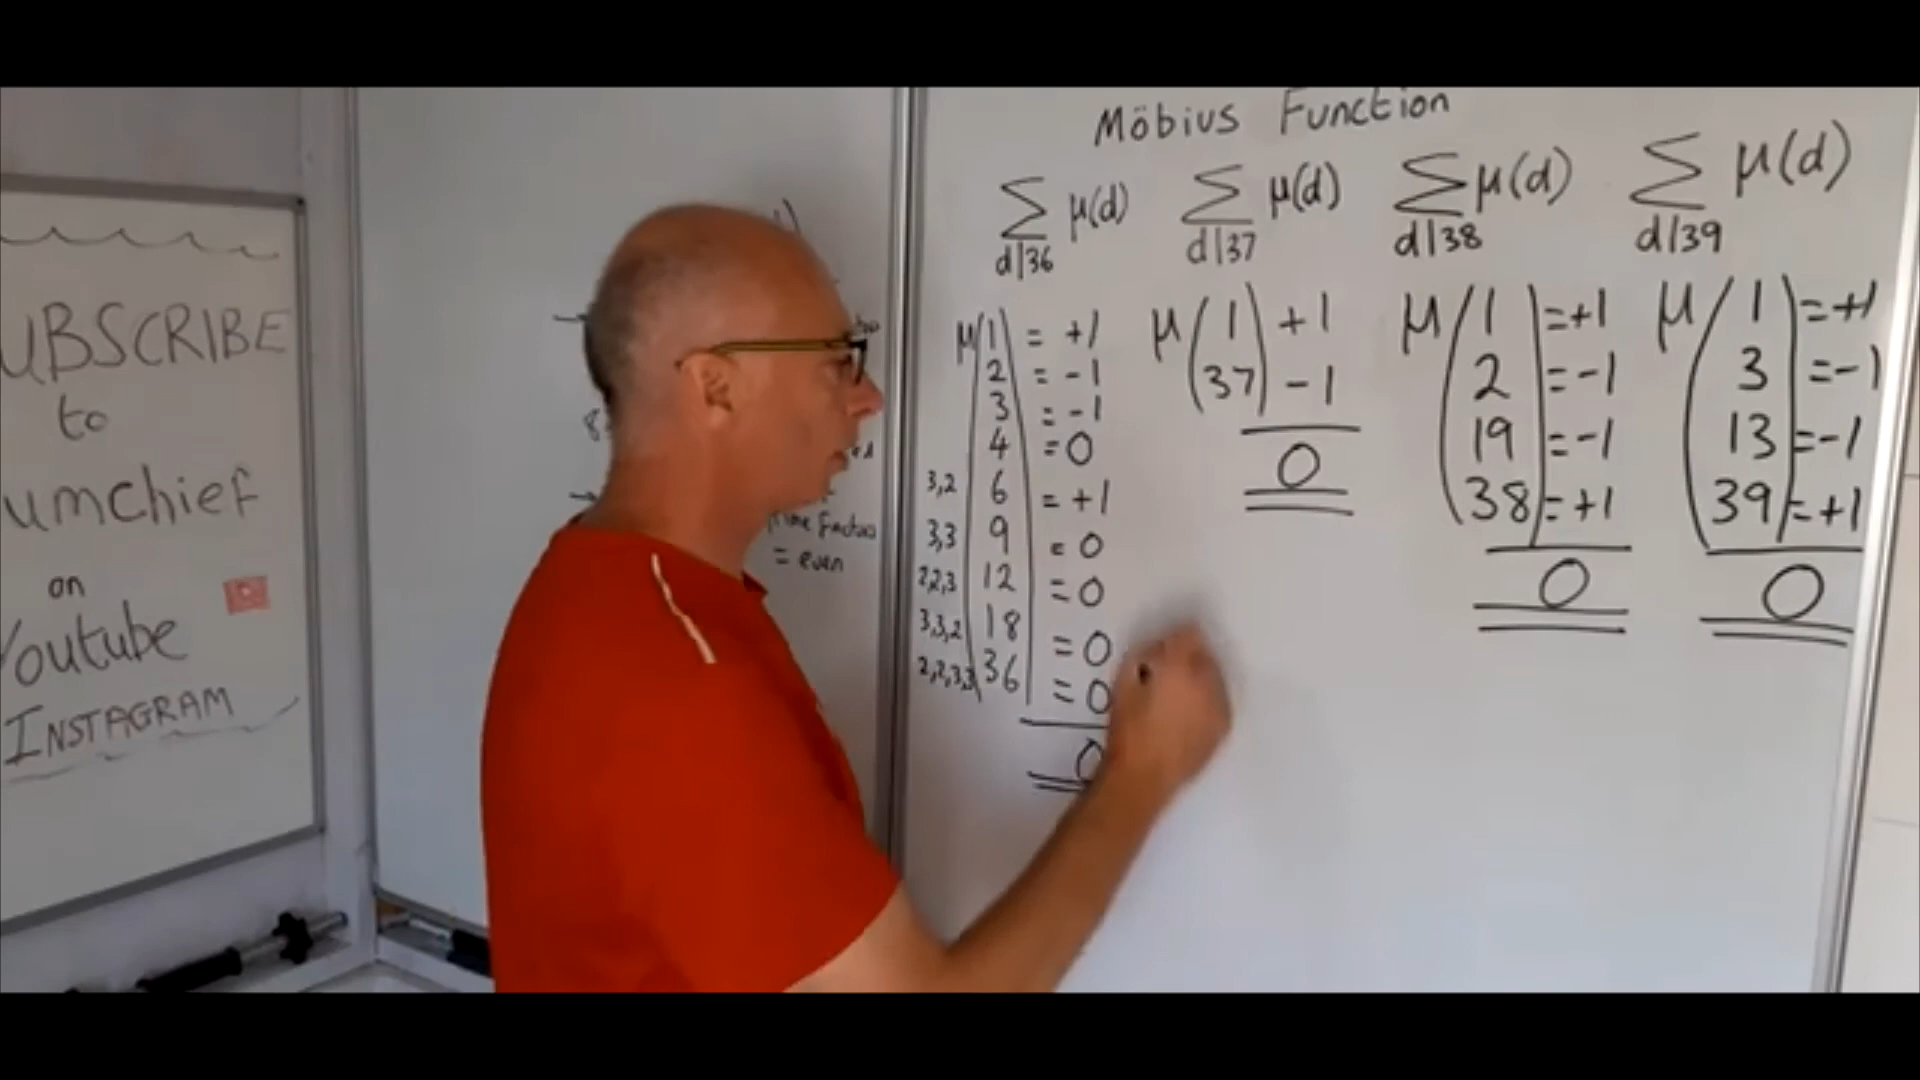 UBSCRIBE
to
umchief
on
Youtube
INSTAGRAM
8
Prime Factors
= even
Möbius Function
∑ μ(d)
d|36
μ(1) = +1
2 = -1
3 = -1
4 = 0
3,2 6 = +1
3,3 9 = 0
2,2,3 12 = 0
3,3,2 18 = 0
2,2,3,3 36 = 0
0
∑ μ(d)
d|37
μ(1) +1
(37) -1
0
∑ μ(d)
d|38
μ(1) = +1
2 = -1
19 = -1
38 = +1
0
∑ μ(d)
d|39
μ(1) = +1
3 = -1
13 = -1
39 = +1
0